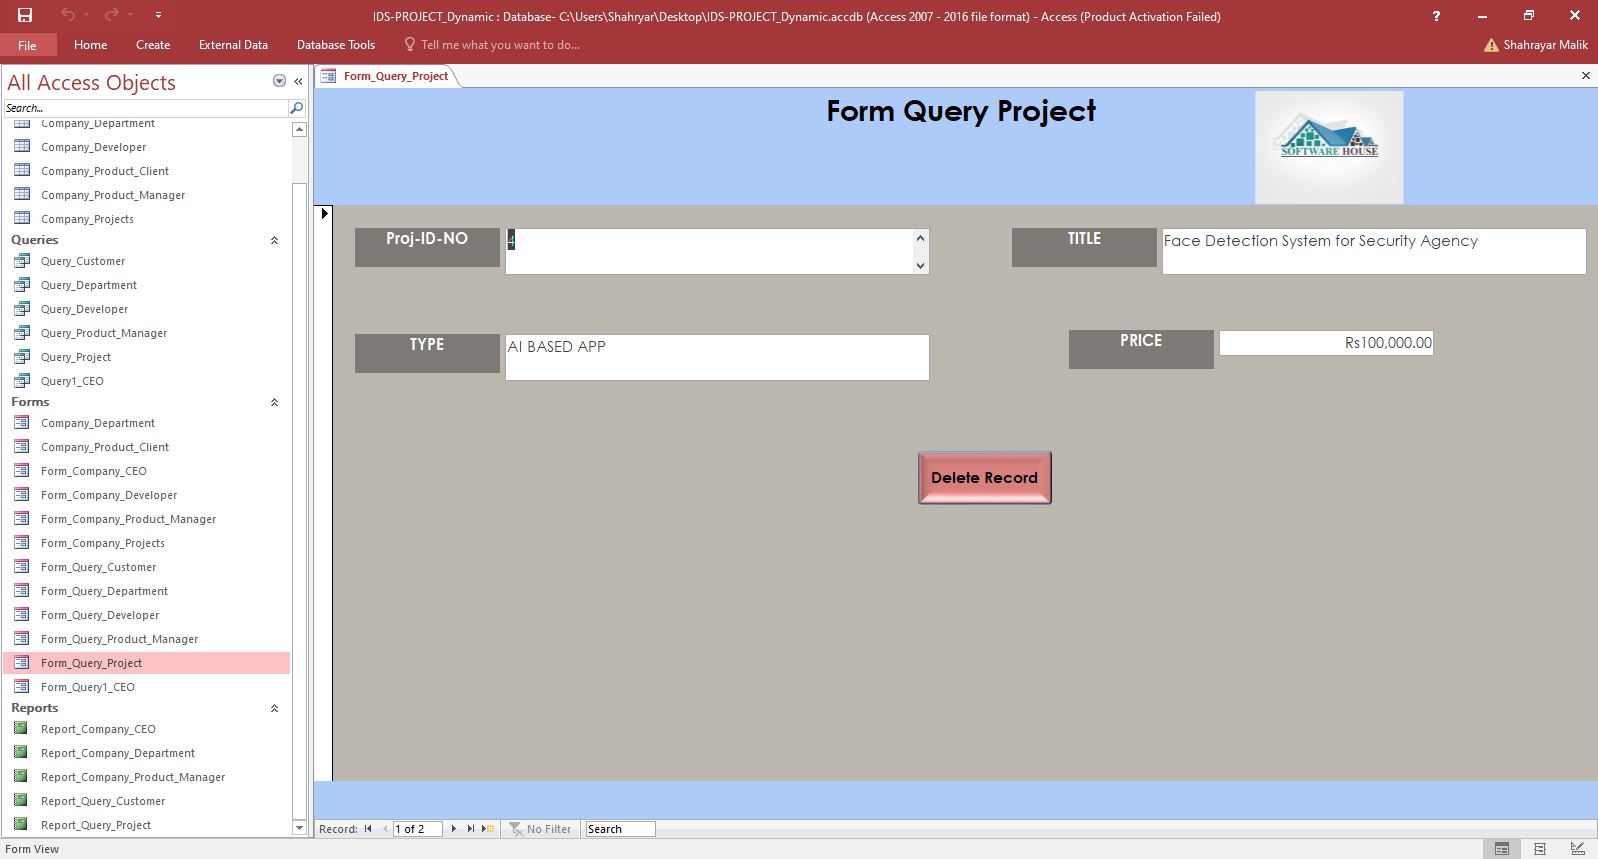 IDS-PROJECT_Dynamic : Database- C:\Users\Shahryar\Desktop\IDS-PROJECT_Dynamic.accdb (Access 2007 - 2016 file format) - Access (Product Activation Failed)
?
File Home Create External Data Database Tools Tell me what you want to do...
Shahrayar Malik
All Access Objects
Search...
Company_Department
Company_Developer
Company_Product_Client
Company_Product_Manager
Company_Projects
Queries
Query_Customer
Query_Department
Query_Developer
Query_Product_Manager
Query_Project
Query1_CEO
Forms
Company_Department
Company_Product_Client
Form_Company_CEO
Form_Company_Developer
Form_Company_Product_Manager
Form_Company_Projects
Form_Query_Customer
Form_Query_Department
Form_Query_Developer
Form_Query_Product_Manager
Form_Query_Project
Form_Query1_CEO
Reports
Report_Company_CEO
Report_Company_Department
Report_Company_Product_Manager
Report_Query_Customer
Report_Query_Project
Form_Query_Project
Form Query Project
SOFTWARE HOUSE
Proj-ID-NO 4
TITLE Face Detection System for Security Agency
TYPE AI BASED APP
PRICE Rs100,000.00
Delete Record
Record: 1 of 2 No Filter Search
Form View